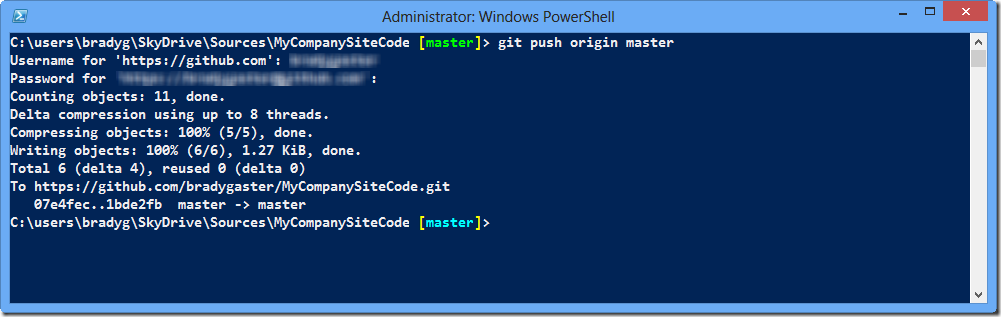 Administrator: Windows PowerShell
C:\users\bradyg\SkyDrive\Sources\MyCompanySiteCode [master]> git push origin master
Username for 'https://github.com':
Password for :
Counting objects: 11, done.
Delta compression using up to 8 threads.
Compressing objects: 100% (5/5), done.
Writing objects: 100% (6/6), 1.27 KiB, done.
Total 6 (delta 4), reused 0 (delta 0)
To https://github.com/bradygaster/MyCompanySiteCode.git
   07e4fec..1bde2fb  master -> master
C:\users\bradyg\SkyDrive\Sources\MyCompanySiteCode [master]>